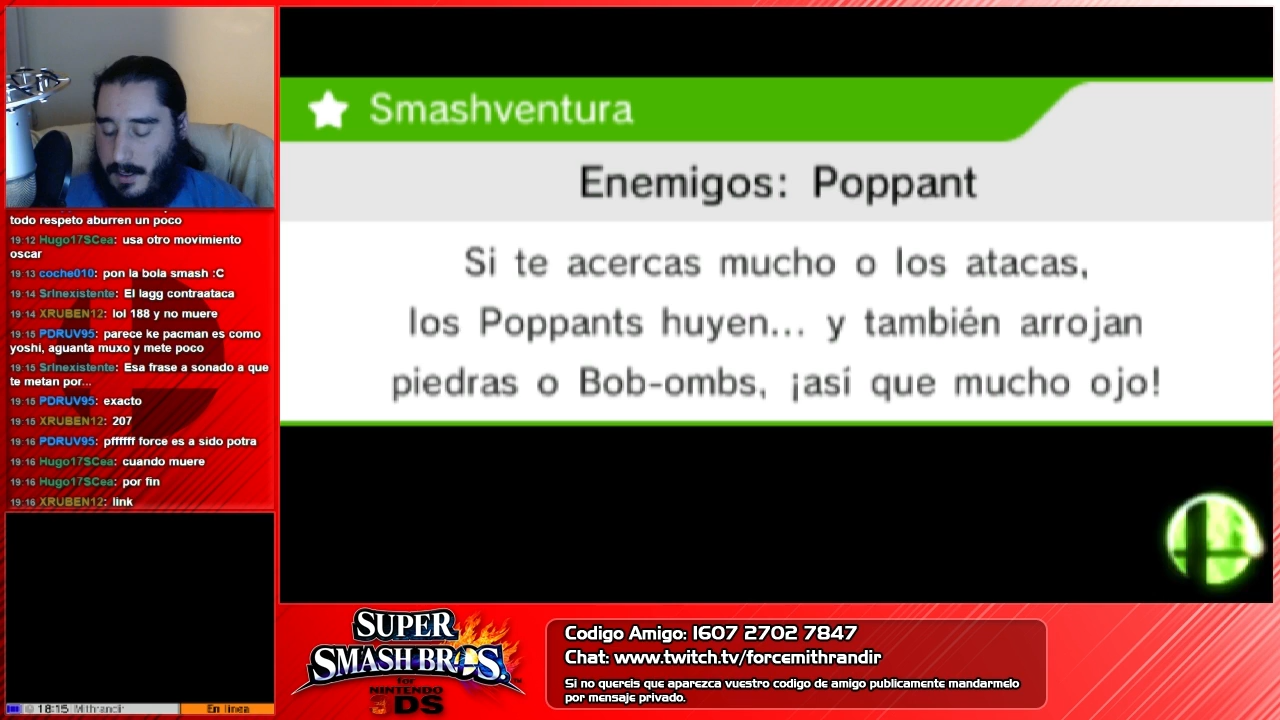 todo respeto aburren un poco
19:12 Hugo17SCea: usa otro movimiento
oscar
19:13 coche010: pon la bola smash :C
19:14 SrInexistente: El lagg contraataca
19:14 XRUBEN12: lol 188 y no muere
19:15 PDRUV95: parece ke pacman es como
yoshi, aguanta muxo y mete poco
19:15 SrInexistente: Esa frase a sonado a que
te metan por...
19:15 PDRUV95: exacto
19:15 XRUBEN12: 207
19:16 PDRUV95: pffffff force es a sido potra
19:16 Hugo17SCea: cuando muere
19:16 Hugo17SCea: por fin
19:16 XRUBEN12: link
18:15 Mithrandir
En línea
Smashventura
Enemigos: Poppant
Si te acercas mucho o los atacas,
los Poppants huyen... y también arrojan
piedras o Bob-ombs, ¡así que mucho ojo!
SUPER
SMASH BROS.
for
NINTENDO
DS
Codigo Amigo: 1607 2702 7847
Chat: www.twitch.tv/forcemithrandir
Si no quereis que aparezca vuestro codigo de amigo publicamente mandarmelo
por mensaje privado.